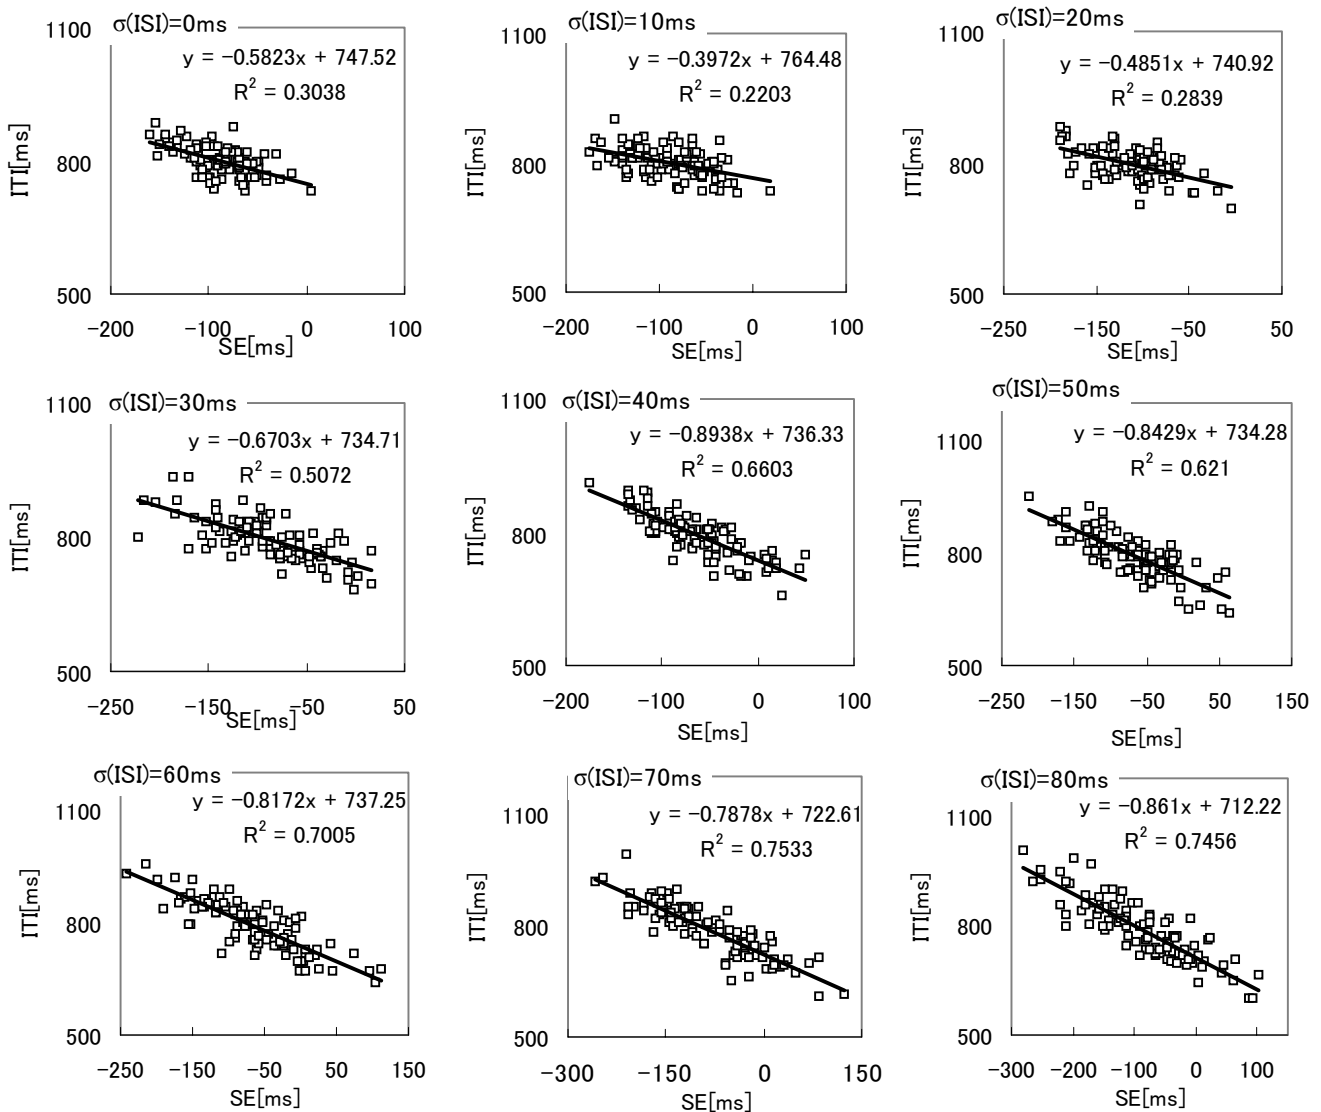 σ(ISI)=0ms
y = −0.5823x + 747.52
R² = 0.3038
1100
800
500
ITI[ms]
−200 −100 0 100
SE[ms]
σ(ISI)=10ms
y = −0.3972x + 764.48
R² = 0.2203
1100
800
500
ITI[ms]
−200 −100 0 100
SE[ms]
σ(ISI)=20ms
y = −0.4851x + 740.92
R² = 0.2839
1100
800
500
ITI[ms]
−250 −150 −50 50
SE[ms]
σ(ISI)=30ms
y = −0.6703x + 734.71
R² = 0.5072
1100
800
500
ITI[ms]
−250 −150 −50 50
SE[ms]
σ(ISI)=40ms
y = −0.8938x + 736.33
R² = 0.6603
1100
800
500
ITI[ms]
−200 −100 0 100
SE[ms]
σ(ISI)=50ms
y = −0.8429x + 734.28
R² = 0.621
1100
800
500
ITI[ms]
−250 −150 −50 50 150
SE[ms]
σ(ISI)=60ms
y = −0.8172x + 737.25
R² = 0.7005
1100
800
500
ITI[ms]
−250 −150 −50 50 150
SE[ms]
σ(ISI)=70ms
y = −0.7878x + 722.61
R² = 0.7533
1100
800
500
ITI[ms]
−300 −150 0 150
SE[ms]
σ(ISI)=80ms
y = −0.861x + 712.22
R² = 0.7456
1100
800
500
ITI[ms]
−300 −200 −100 0 100
SE[ms]